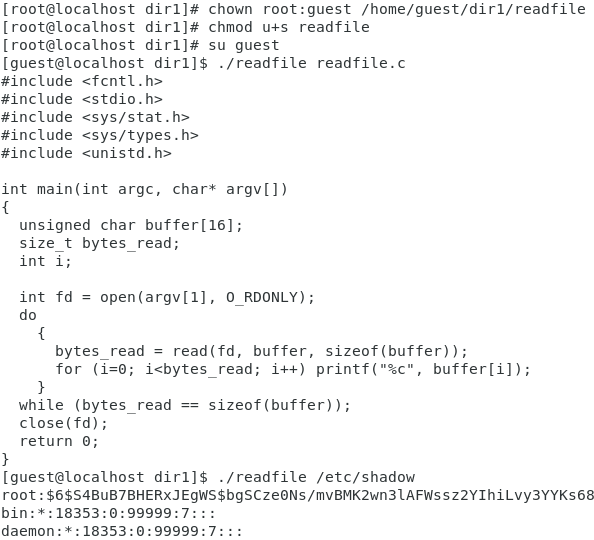 [root@localhost dir1]# chown root:guest /home/guest/dir1/readfile
[root@localhost dir1]# chmod u+s readfile
[root@localhost dir1]# su guest
[guest@localhost dir1]$ ./readfile readfile.c
#include <fcntl.h>
#include <stdio.h>
#include <sys/stat.h>
#include <sys/types.h>
#include <unistd.h>

int main(int argc, char* argv[])
{
  unsigned char buffer[16];
  size_t bytes_read;
  int i;

  int fd = open(argv[1], O_RDONLY);
  do
    {
      bytes_read = read(fd, buffer, sizeof(buffer));
      for (i=0; i<bytes_read; i++) printf("%c", buffer[i]);
    }
  while (bytes_read == sizeof(buffer));
  close(fd);
  return 0;
}
[guest@localhost dir1]$ ./readfile /etc/shadow
root:$6$S4BuB7BHERxJEgWS$bgSCze0Ns/mvBMK2wn3lAFWssz2YIhiLvy3YYKs68
bin:*:18353:0:99999:7:::
daemon:*:18353:0:99999:7:::